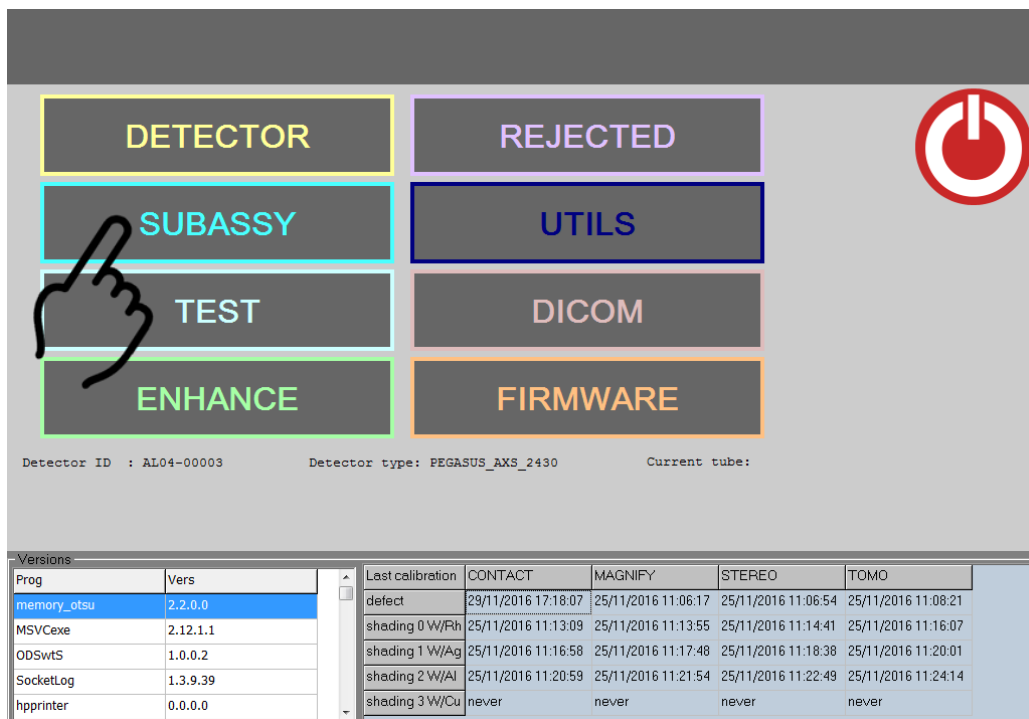 DETECTOR REJECTED
SUBASSY UTILS
TEST DICOM
ENHANCE FIRMWARE
Detector ID : AL04-00003 Detector type: PEGASUS_AXS_2430 Current tube:
Versions
Prog Vers
memory_otsu 2.2.0.0
MSVCexe 2.12.1.1
ODSwtS 1.0.0.2
SocketLog 1.3.9.39
hpprinter 0.0.0.0
Last calibration CONTACT MAGNIFY STEREO TOMO
defect 29/11/2016 17:18:07 25/11/2016 11:06:17 25/11/2016 11:06:54 25/11/2016 11:08:21
shading 0 W/Rh 25/11/2016 11:13:09 25/11/2016 11:13:55 25/11/2016 11:14:41 25/11/2016 11:16:07
shading 1 W/Ag 25/11/2016 11:16:58 25/11/2016 11:17:48 25/11/2016 11:18:38 25/11/2016 11:20:01
shading 2 W/Al 25/11/2016 11:20:59 25/11/2016 11:21:54 25/11/2016 11:22:49 25/11/2016 11:24:14
shading 3 W/Cu never never never never